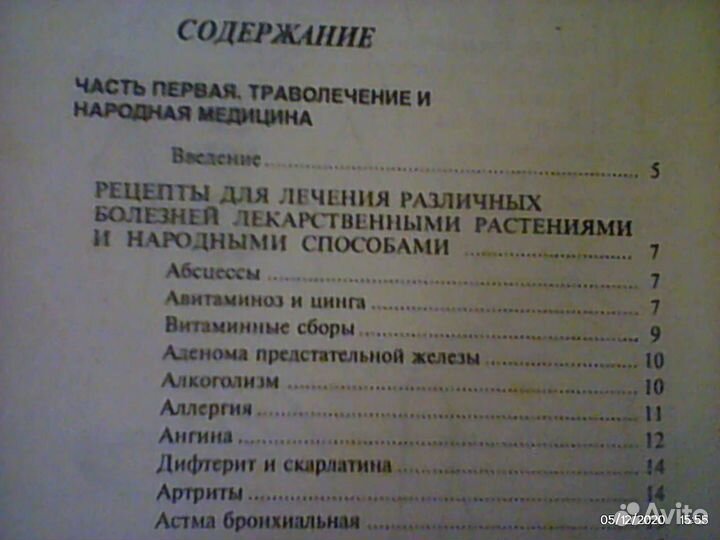 СОДЕРЖАНИЕ
ЧАСТЬ ПЕРВАЯ. ТРАВОЛЕЧЕНИЕ И
НАРОДНАЯ МЕДИЦИНА
Введение 5
РЕЦЕПТЫ ДЛЯ ЛЕЧЕНИЯ РАЗЛИЧНЫХ
БОЛЕЗНЕЙ ЛЕКАРСТВЕННЫМИ РАСТЕНИЯМИ
И НАРОДНЫМИ СПОСОБАМИ 7
Абсцессы 7
Авитаминоз и цинга 7
Витаминные сборы 9
Аденома предстательной железы 10
Алкоголизм 10
Аллергия 11
Ангина 12
Дифтерит и скарлатина 14
Артриты 14
Астма бронхиальная
Avito
05/12/2020 15:55